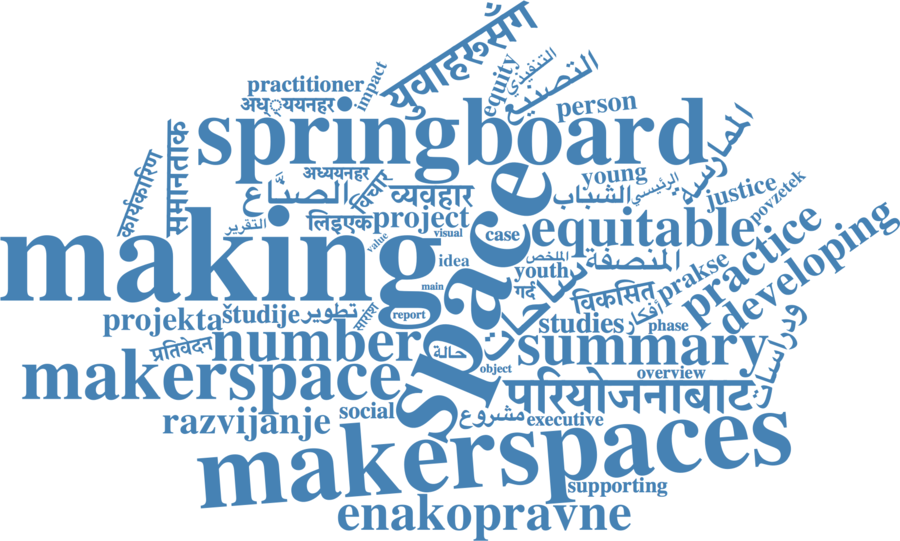 युवाहरूसँग
practitioner
impact
equity
التنفيذي
التصنيع
person
अध््ययनहर
springboard
الممارسة
कार्यकारिण
समानताक
अध्ययनहर
विचार
young
الرئيسي
الشباب
justice
povzetek
الصنَّاع
व्यवहार
التقرير
लिइएके
project
visual
value
case
equitable
making
space
idea
الملخص
المنصفة
youth
prakse
practice
developing
main
गर्द
विकसित
مساحات
projekta
študije
تطوير
सारांश
report
studies
أفكار
phase
ودراسات
प्रतिवेदन
number
حالة
summary
object
overview
makerspace
परियोजनाबाट
razvijanje
social
مشروع
executive
makerspaces
supporting
enakopravne